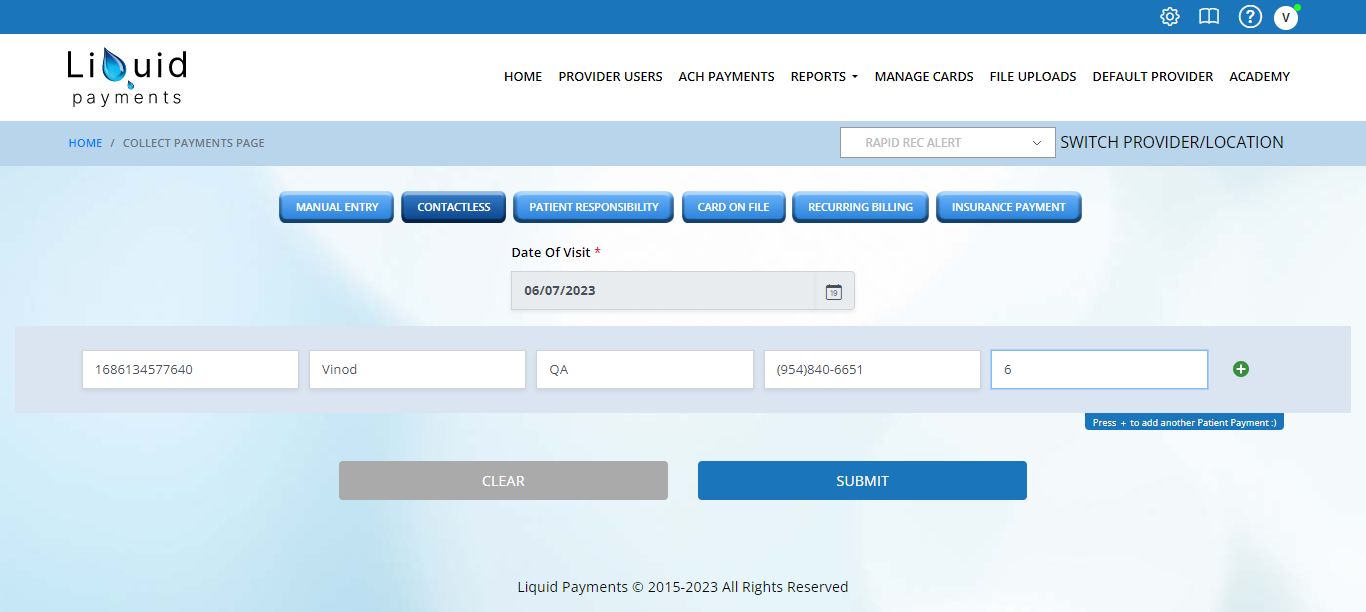 V
Liquid
payments
HOME PROVIDER USERS ACH PAYMENTS REPORTS MANAGE CARDS FILE UPLOADS DEFAULT PROVIDER ACADEMY
HOME / COLLECT PAYMENTS PAGE RAPID REC ALERT SWITCH PROVIDER/LOCATION
MANUAL ENTRY CONTACTLESS PATIENT RESPONSIBILITY CARD ON FILE RECURRING BILLING INSURANCE PAYMENT
Date Of Visit *
06/07/2023 19
1686134577640 Vinod QA (954)840-6651 6
Press + to add another Patient Payment :)
CLEAR SUBMIT
Liquid Payments © 2015-2023 All Rights Reserved